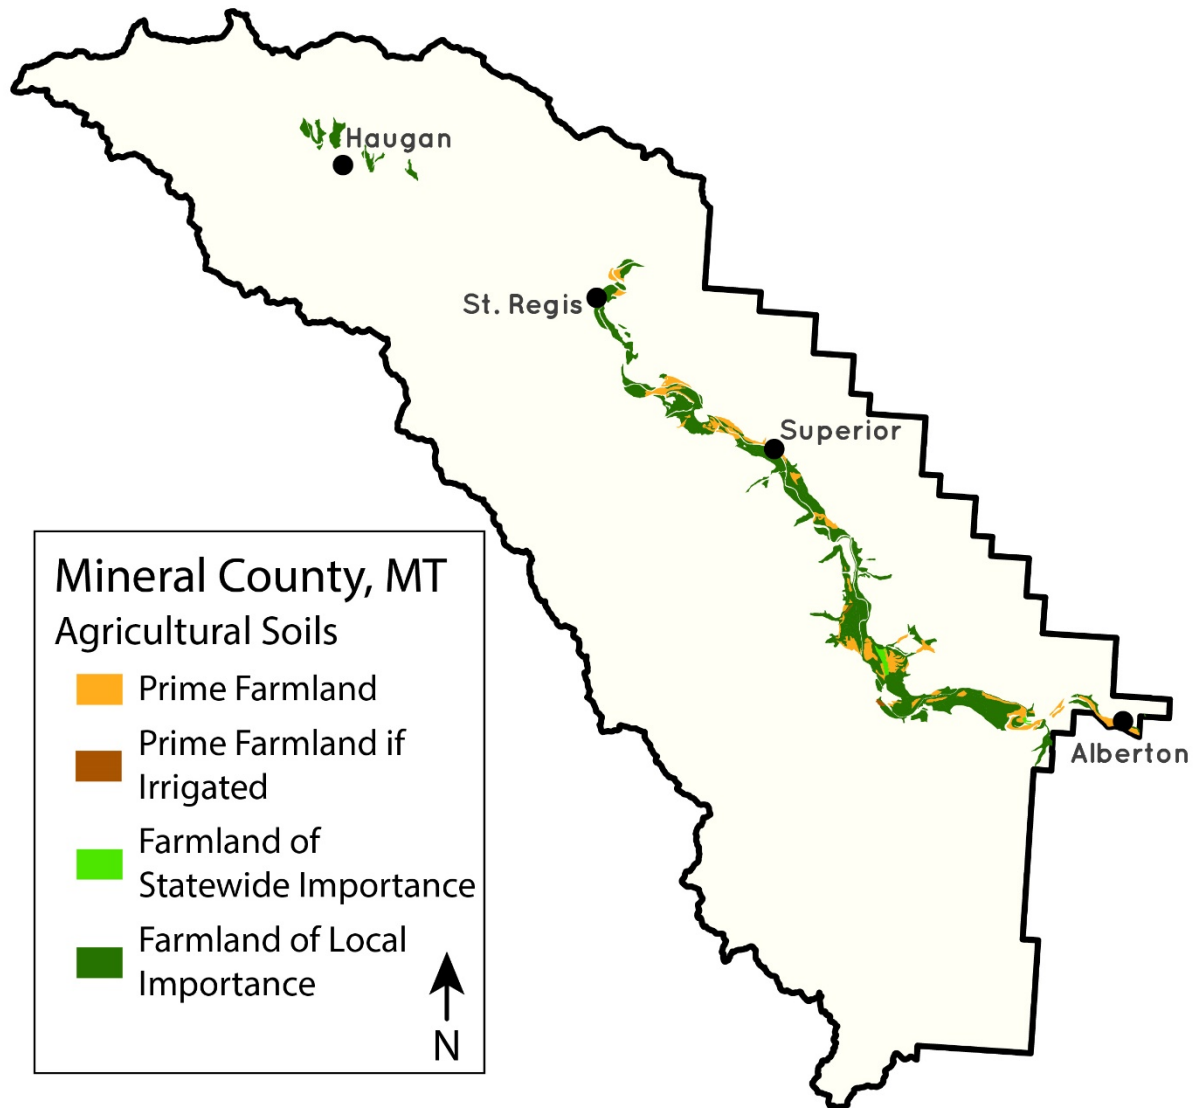 Haugan
St. Regis
Superior
Alberton
Mineral County, MT
Agricultural Soils
Prime Farmland
Prime Farmland if
Irrigated
Farmland of
Statewide Importance
Farmland of Local
Importance
N